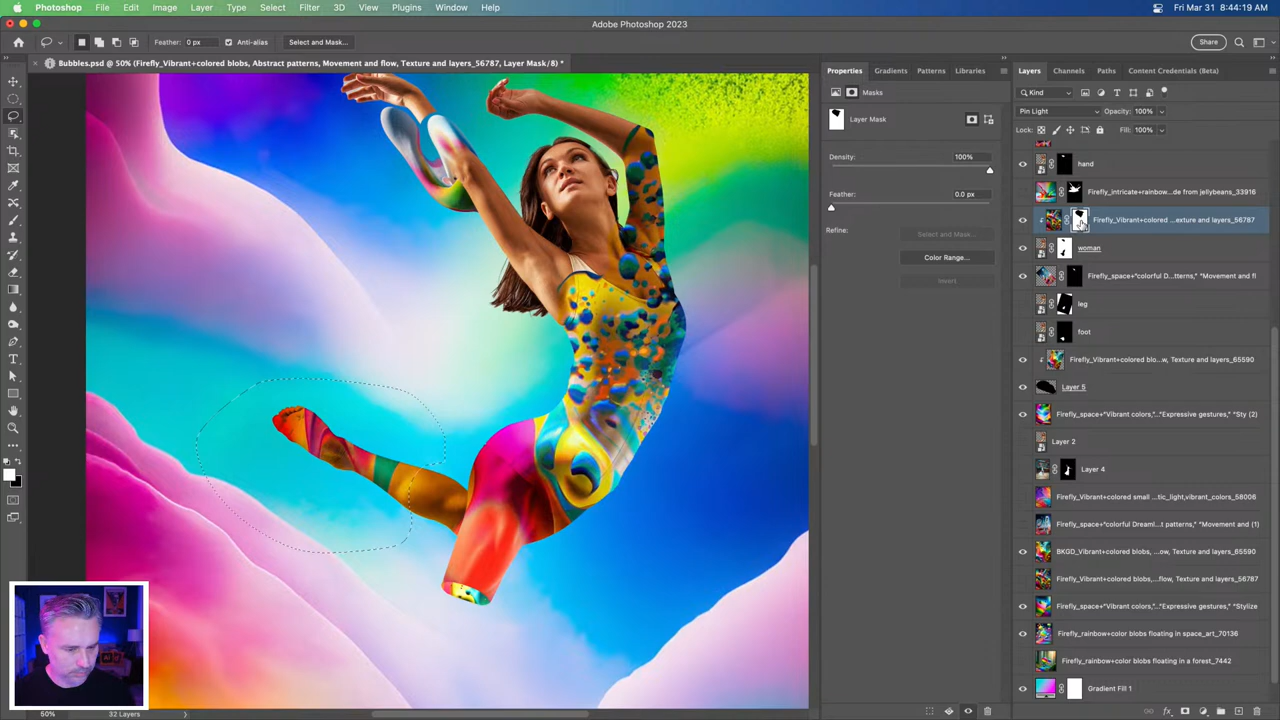 Photoshop File Edit Image Layer Type Select Filter 3D View Plugins Window Help Fri Mar 31 8:44:19 AM
Adobe Photoshop 2023
Feather: 0 px Anti-alias Select and Mask... Share
Bubbles.psd @ 50% (Firefly_Vibrant+colored blobs, Abstract patterns, Movement and flow, Texture and layers_56787, Layer Mask/8) *
Properties Gradients Patterns Libraries
Masks
Layer Mask
Density: 100%
Feather: 0.0 px
Refine: Select and Mask...
Color Range...
Invert
Layers Channels Paths Content Credentials (Beta)
Kind
Pin Light Opacity: 100%
Lock: Fill: 100%
hand
Firefly_intricate+rainbow...de from jellybeans_33916
Firefly_Vibrant+colored ...exture and layers_56787
woman
Firefly_space+"colorful D...tterns," "Movement and fl
leg
foot
Firefly_Vibrant+colored blo...w, Texture and layers_65590
Layer 5
Firefly_space+"Vibrant colors,"..."Expressive gestures," "Sty (2)
Layer 2
Layer 4
Firefly_Vibrant+colored small ...tic_light,vibrant_colors_58006
Firefly_space+"colorful Dreaml...t patterns," "Movement and (1)
BKGD_Vibrant+colored blobs, ...ow, Texture and layers_65590
Firefly_Vibrant+colored blobs,...flow, Texture and layers_56787
Firefly_space+"Vibrant colors,"..."Expressive gestures," "Stylize
Firefly_rainbow+color blobs floating in space_art_70136
Firefly_rainbow+color blobs floating in a forest_7442
Gradient Fill 1
50% 32 Layers